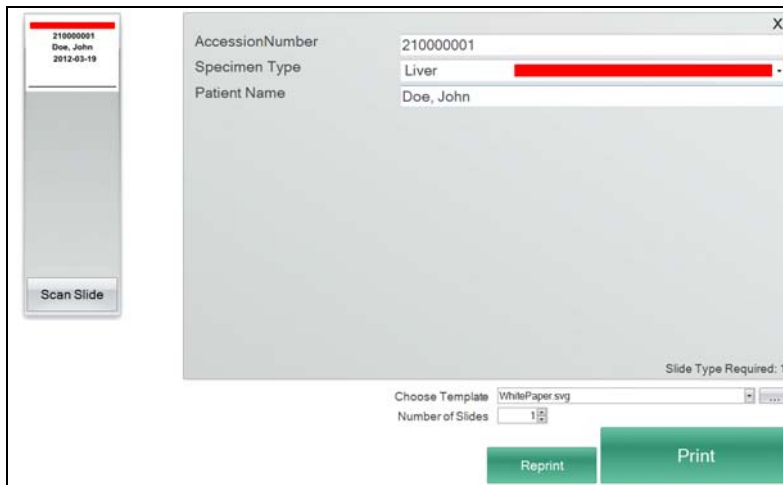 210000001
Doe, John
2012-03-19
Scan Slide
X
AccessionNumber 210000001
Specimen Type Liver
Patient Name Doe, John
Slide Type Required: 1
Choose Template WhitePaper.svg ...
Number of Slides 1
Reprint Print